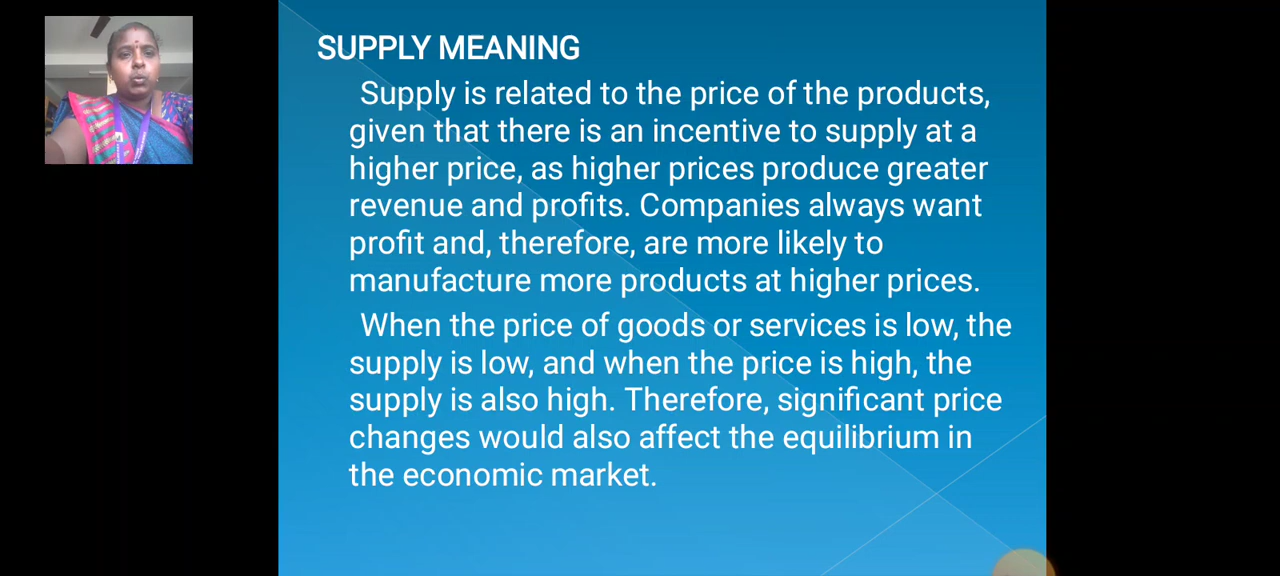 SUPPLY MEANING
Supply is related to the price of the products,
given that there is an incentive to supply at a
higher price, as higher prices produce greater
revenue and profits. Companies always want
profit and, therefore, are more likely to
manufacture more products at higher prices.
When the price of goods or services is low, the
supply is low, and when the price is high, the
supply is also high. Therefore, significant price
changes would also affect the equilibrium in
the economic market.